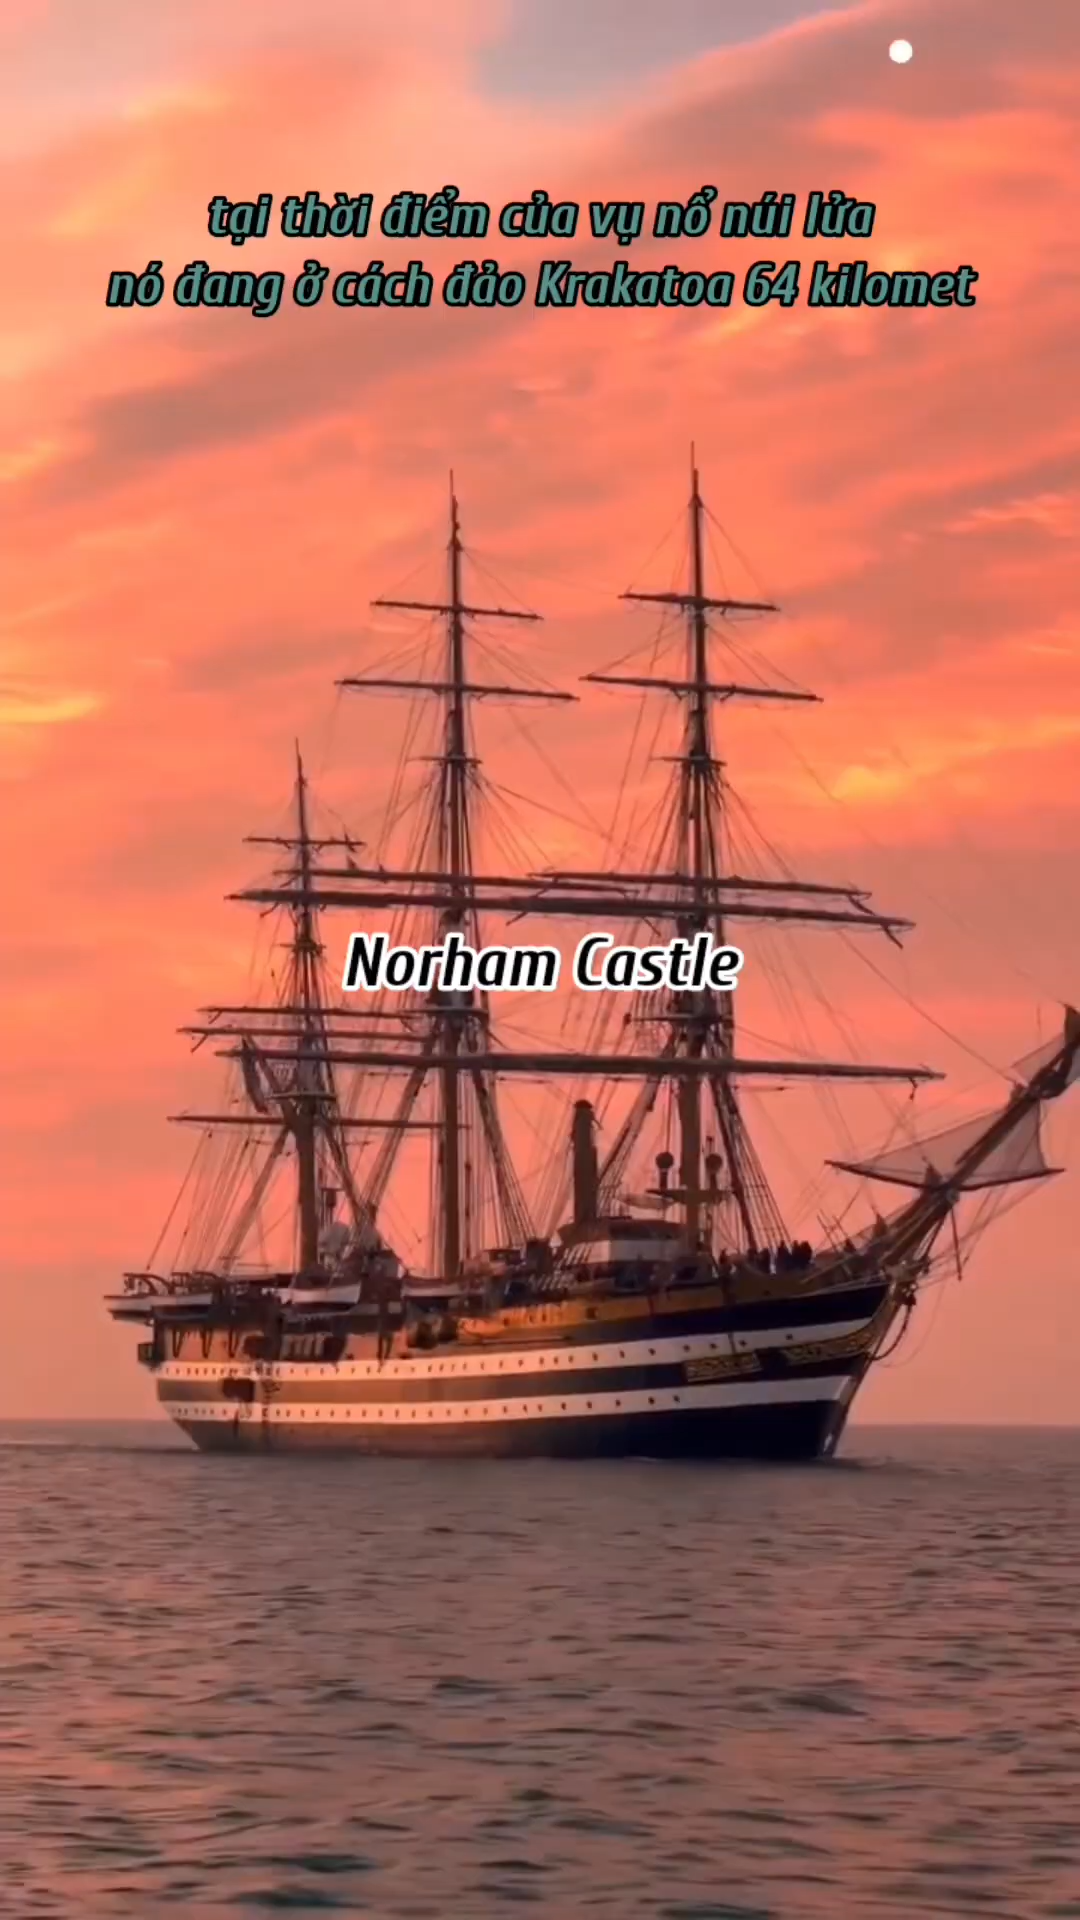 tại thời điểm của vụ nổ núi lửa
nó đang ở cách đảo Krakatoa 64 kilomet
Norham Castle